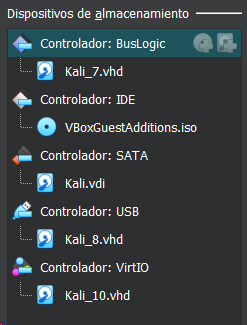 Dispositivos de almacenamiento
Controlador: BusLogic
Kali_7.vhd
Controlador: IDE
VBoxGuestAdditions.iso
Controlador: SATA
Kali.vdi
Controlador: USB
Kali_8.vhd
Controlador: VirtIO
Kali_10.vhd